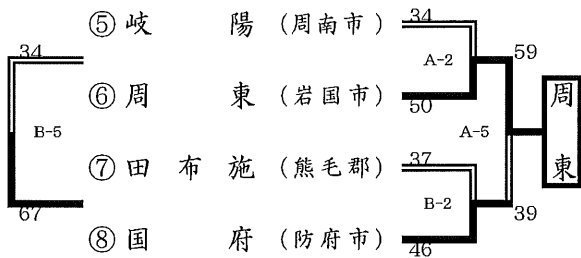 ⑤ 岐陽 (周南市) 34
34 A-2 59
⑥ 周東 (岩国市) 50
B-5 A-5 周東
⑦ 田布施 (熊毛郡) 37
67 B-2 39
⑧ 国府 (防府市) 46